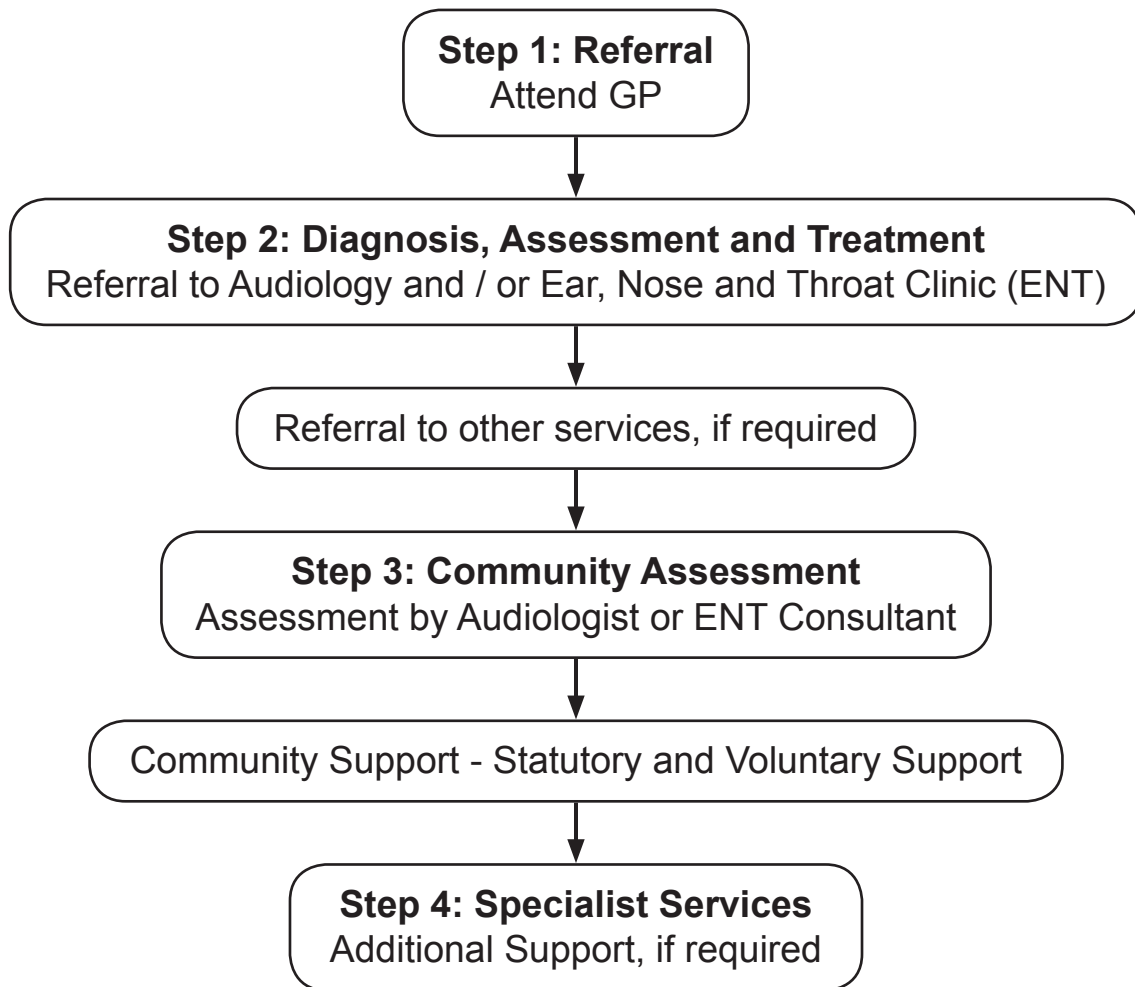 Step 1: Referral
Attend GP
Step 2: Diagnosis, Assessment and Treatment
Referral to Audiology and / or Ear, Nose and Throat Clinic (ENT)
Referral to other services, if required
Step 3: Community Assessment
Assessment by Audiologist or ENT Consultant
Community Support - Statutory and Voluntary Support
Step 4: Specialist Services
Additional Support, if required